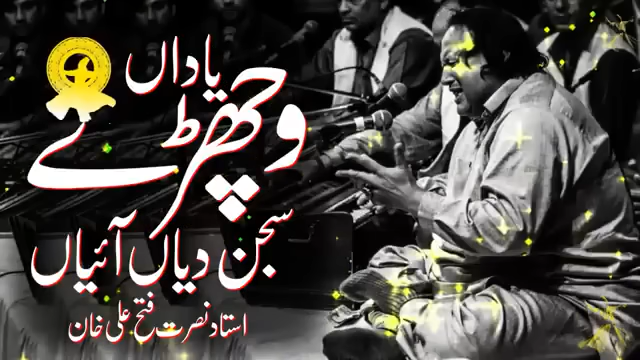 یاداں
وچھڑے
سجن دیاں آئیاں
استاد نصرت فتح علی خان